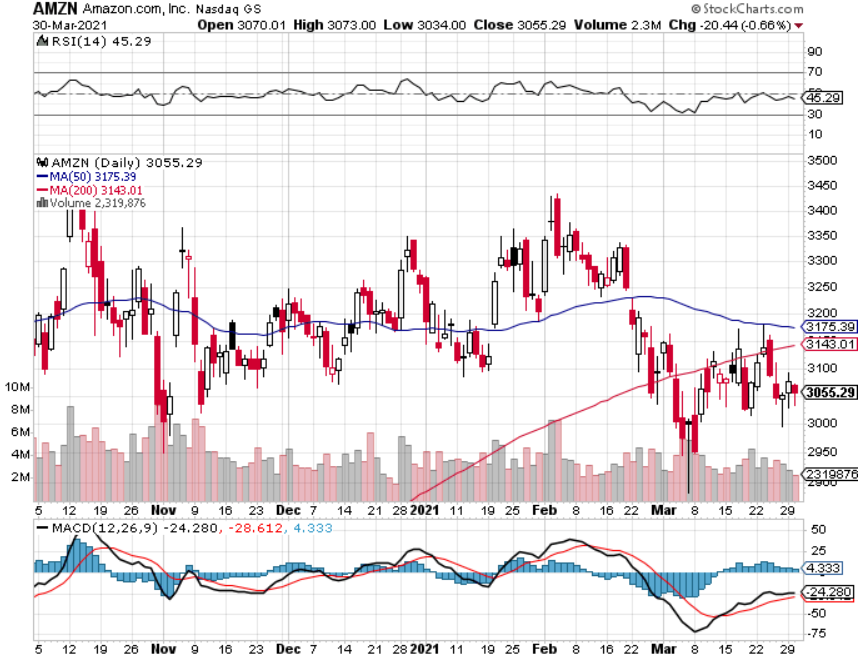 AMZN Amazon.com, Inc. Nasdaq GS © StockCharts.com
30-Mar-2021 Open 3070.01 High 3073.00 Low 3034.00 Close 3055.29 Volume 2.3M Chg -20.44 (-0.66%)
RSI(14) 45.29
90
70
45.29
30
10
AMZN (Daily) 3055.29
MA(50) 3175.39
MA(200) 3143.01
Volume 2,319,876
3500
3450
3400
3350
3300
3250
3200
3175.39
3143.01
3100
3055.29
3000
2950
2319876
2900
10M
8M
6M
4M
2M
5 12 19 26 Nov 9 16 23 Dec 7 14 21 28 2021 11 19 25 Feb 8 16 22 Mar 8 15 22 29
MACD(12,26,9) -24.280, -28.612, 4.333
50
25
4.333
-24.280
-50
-75
5 12 19 26 Nov 9 16 23 Dec 7 14 21 28 2021 11 19 25 Feb 8 16 22 Mar 8 15 22 29